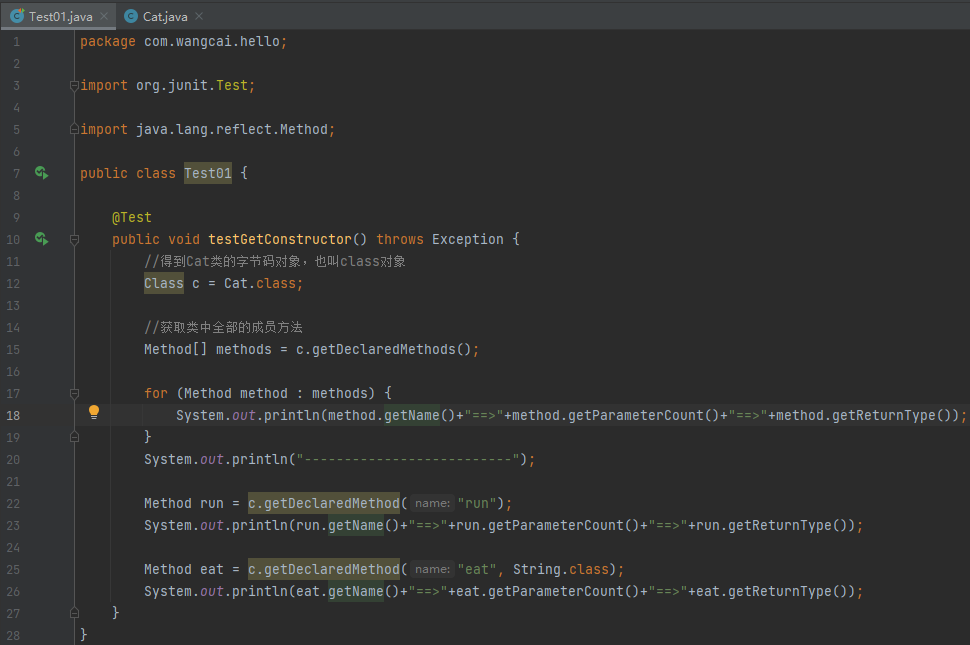 Test01.java × Cat.java ×
1 package com.wangcai.hello;
2
3 import org.junit.Test;
4
5 import java.lang.reflect.Method;
6
7 public class Test01 {
8
9 @Test
10 public void testGetConstructor() throws Exception {
11 //得到Cat类的字节码对象，也叫class对象
12 Class c = Cat.class;
13
14 //获取类中全部的成员方法
15 Method[] methods = c.getDeclaredMethods();
16
17 for (Method method : methods) {
18 System.out.println(method.getName()+"==>"+method.getParameterCount()+"==>"+method.getReturnType());
19 }
20 System.out.println("--------------------------");
21
22 Method run = c.getDeclaredMethod( name: "run");
23 System.out.println(run.getName()+"==>"+run.getParameterCount()+"==>"+run.getReturnType());
24
25 Method eat = c.getDeclaredMethod( name: "eat", String.class);
26 System.out.println(eat.getName()+"==>"+eat.getParameterCount()+"==>"+eat.getReturnType());
27 }
28 }